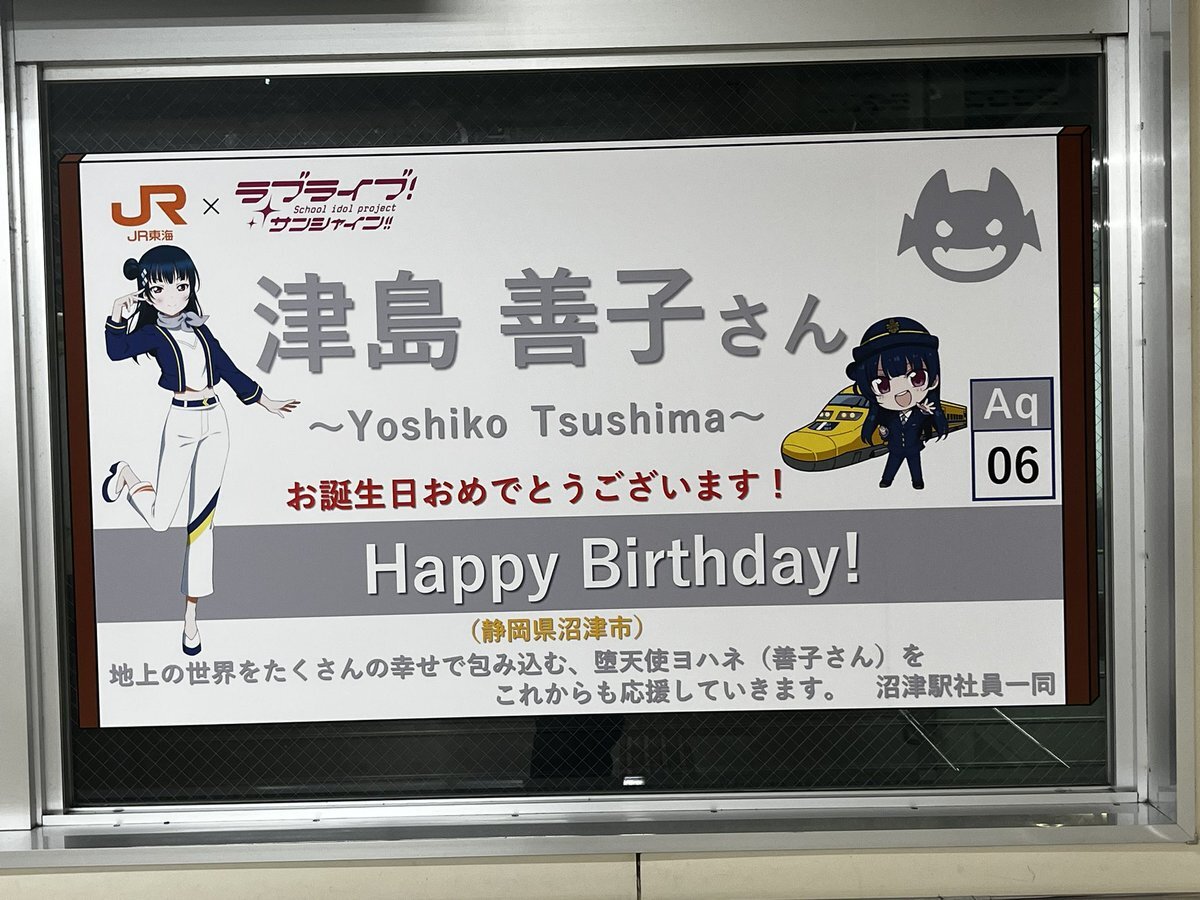 JR × ラブライブ!
School idol project
JR東海 サンシャイン!!
津島 善子さん
～Yoshiko Tsushima～
Aq
06
お誕生日おめでとうございます！
Happy Birthday!
（静岡県沼津市）
地上の世界をたくさんの幸せで包み込む、堕天使ヨハネ（善子さん）を
これからも応援していきます。 沼津駅社員一同